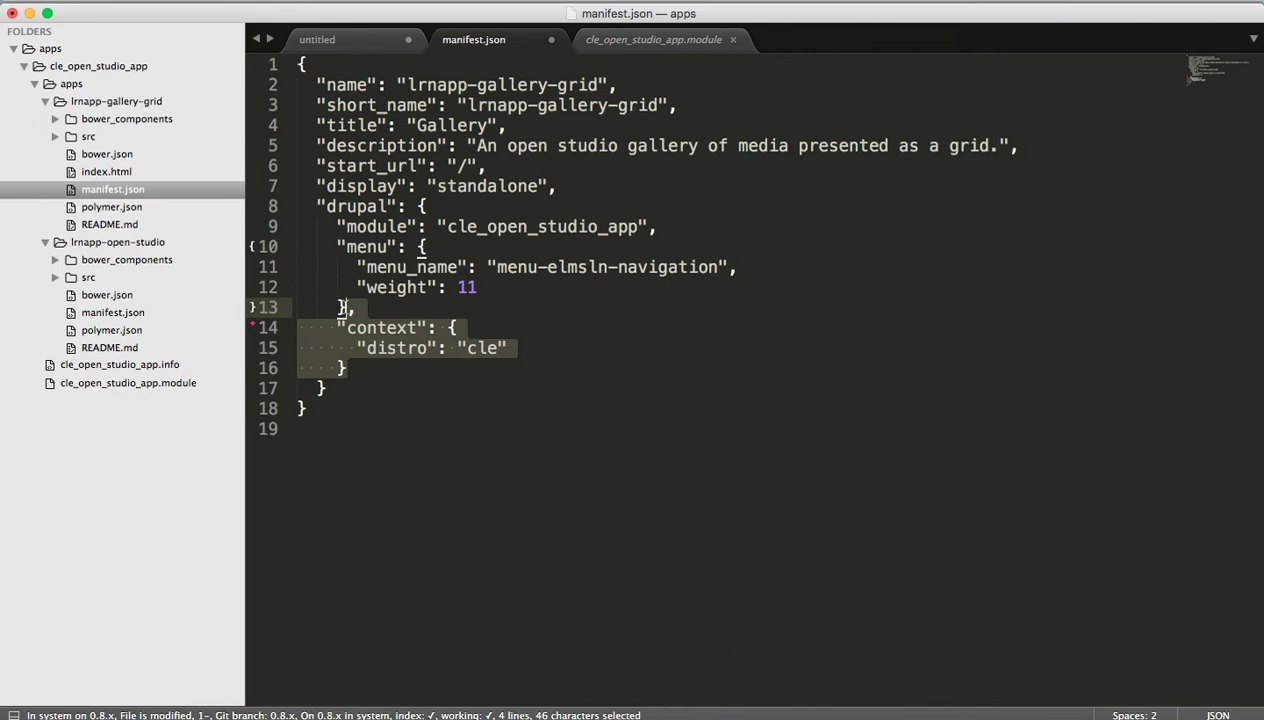 manifest.json — apps
FOLDERS
apps
cle_open_studio_app
apps
lrnapp-gallery-grid
bower_components
src
bower.json
index.html
manifest.json
polymer.json
README.md
lrnapp-open-studio
bower_components
src
bower.json
manifest.json
polymer.json
README.md
cle_open_studio_app.info
cle_open_studio_app.module
untitled
manifest.json
cle_open_studio_app.module
1 {
2 "name": "lrnapp-gallery-grid",
3 "short_name": "lrnapp-gallery-grid",
4 "title": "Gallery",
5 "description": "An open studio gallery of media presented as a grid.",
6 "start_url": "/",
7 "display": "standalone",
8 "drupal": {
9 "module": "cle_open_studio_app",
10 "menu": {
11 "menu_name": "menu-elmsln-navigation",
12 "weight": 11
13 },
14 "context": {
15 "distro": "cle"
16 }
17 }
18 }
19
In system on 0.8.x, File is modified, 1-, Git branch: 0.8.x, On 0.8.x in system, index: ✓, working: ✓, 4 lines, 46 characters selected
Spaces: 2
JSON